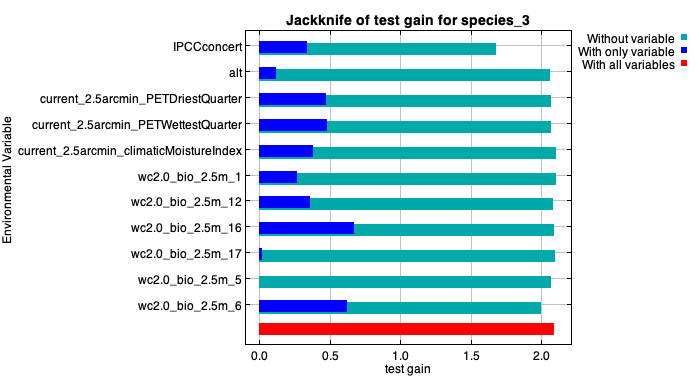 Jackknife of test gain for species_3
Without variable
With only variable
With all variables
Environmental Variable
IPCCconcert
alt
current_2.5arcmin_PETDriestQuarter
current_2.5arcmin_PETWettestQuarter
current_2.5arcmin_climaticMoistureIndex
wc2.0_bio_2.5m_1
wc2.0_bio_2.5m_12
wc2.0_bio_2.5m_16
wc2.0_bio_2.5m_17
wc2.0_bio_2.5m_5
wc2.0_bio_2.5m_6
0.0 0.5 1.0 1.5 2.0
test gain